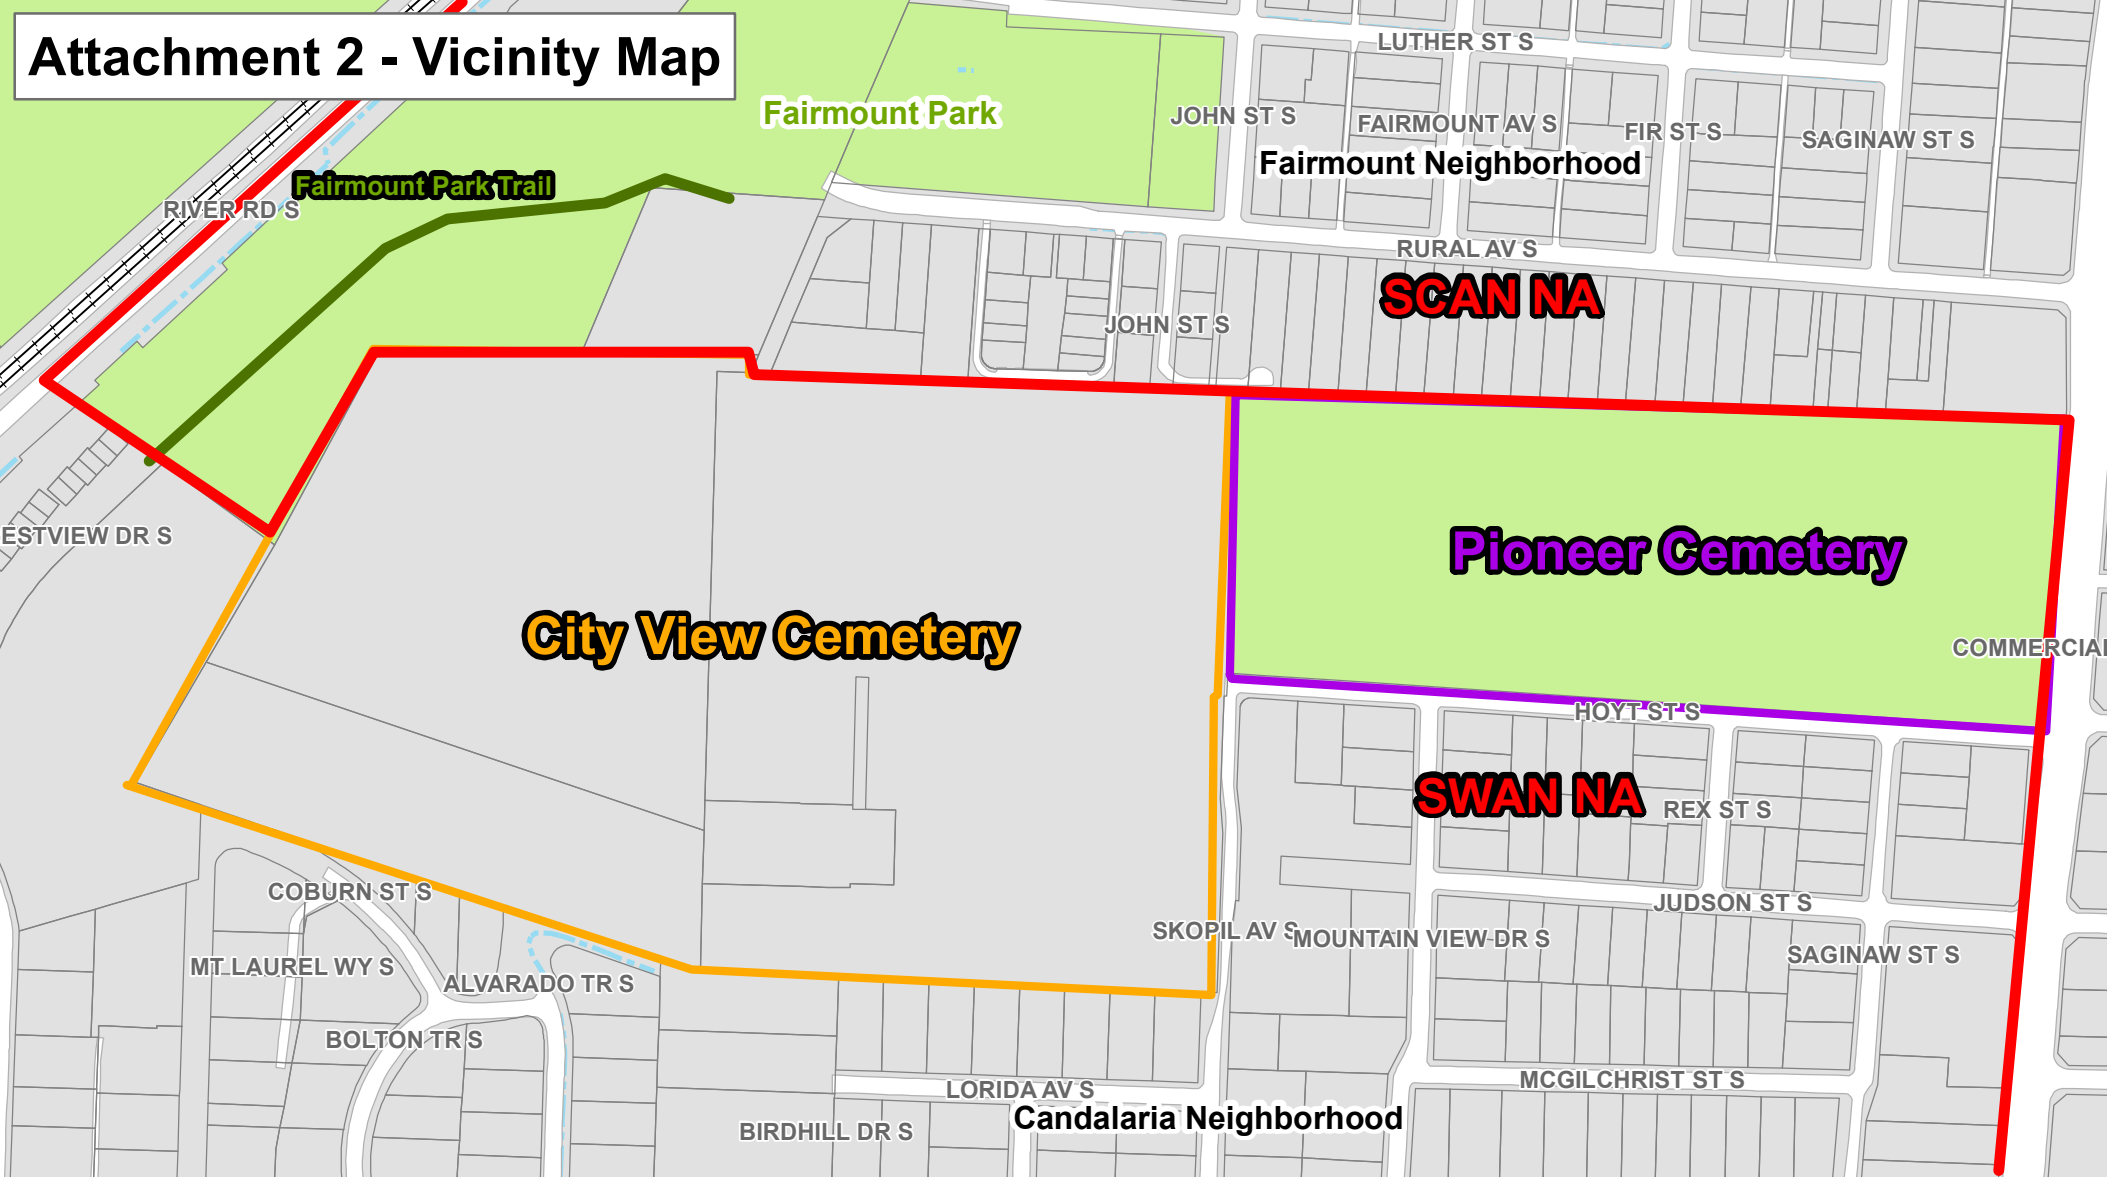 Attachment 2 - Vicinity Map
LUTHER ST S
Fairmount Park
JOHN ST S
FAIRMOUNT AV S
FIR ST S
SAGINAW ST S
Fairmount Neighborhood
Fairmount Park Trail
RIVER RD S
RURAL AV S
SCAN NA
JOHN ST S
ESTVIEW DR S
Pioneer Cemetery
City View Cemetery
COMMERCIAL
HOYT ST S
SWAN NA
REX ST S
COBURN ST S
JUDSON ST S
SKOPIL AV S
MOUNTAIN VIEW DR S
SAGINAW ST S
MT LAUREL WY S
ALVARADO TR S
BOLTON TR S
MCGILCHRIST ST S
LORIDA AV S
Candalaria Neighborhood
BIRDHILL DR S